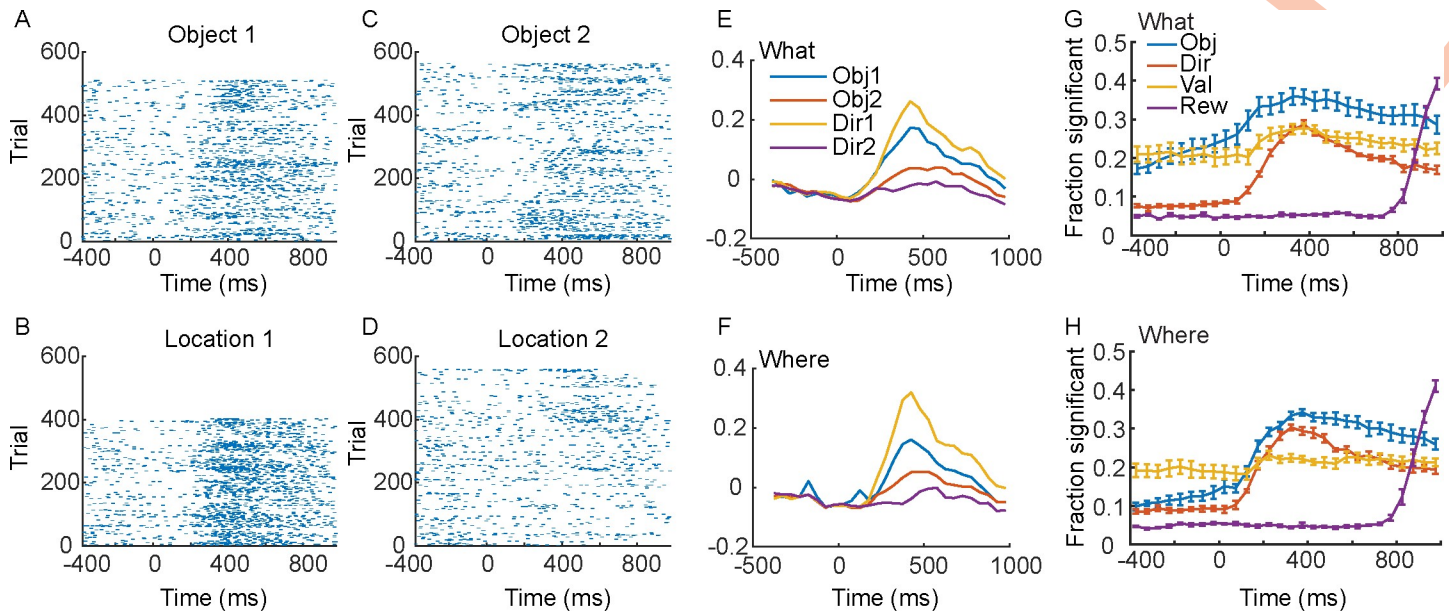 A
Object 1
600
400
200
0
Trial
-400
0
400
800
Time (ms)
B
Location 1
600
400
200
0
Trial
-400
0
400
800
Time (ms)
C
Object 2
600
400
200
0
Trial
-400
0
400
800
Time (ms)
D
Location 2
600
400
200
0
Trial
-400
0
400
800
Time (ms)
E
What
Obj1
Obj2
Dir1
Dir2
0.4
0.2
0
-0.2
-500
0
500
1000
Time (ms)
F
Where
0.4
0.2
0
-0.2
-500
0
500
1000
Time (ms)
G
What
Obj
Dir
Val
Rew
0.5
0.4
0.3
0.2
0.1
0
Fraction significant
-400
0
400
800
Time (ms)
H
Where
0.5
0.4
0.3
0.2
0.1
0
Fraction significant
-400
0
400
800
Time (ms)